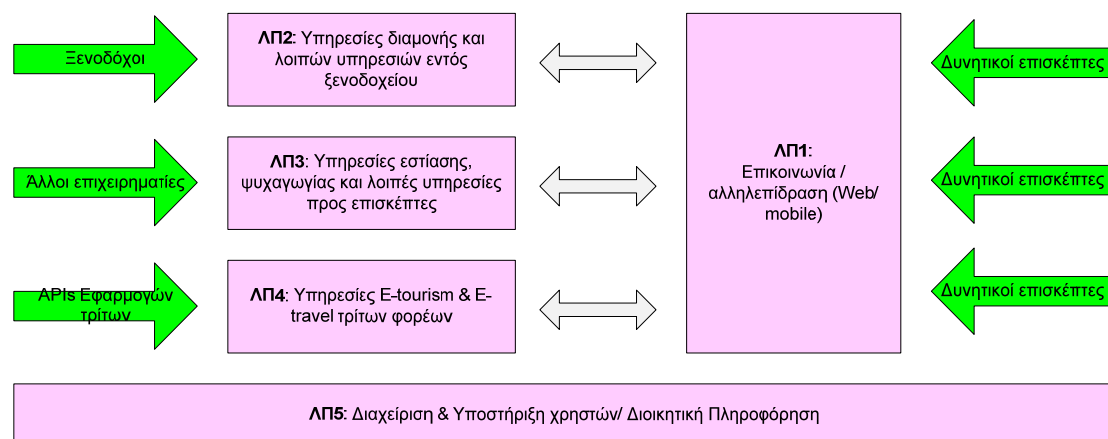 Ξενοδόχοι
ΛΠ2: Υπηρεσίες διαμονής και
λοιπών υπηρεσιών εντός
ξενοδοχείου
Δυνητικοί επισκέπτες
Άλλοι επιχειρηματίες
ΛΠ3: Υπηρεσίες εστίασης,
ψυχαγωγίας και λοιπές υπηρεσίες
προς επισκέπτες
ΛΠ1:
Επικοινωνία /
αλληλεπίδραση (Web/
mobile)
Δυνητικοί επισκέπτες
APIs Εφαρμογών
τρίτων
ΛΠ4: Υπηρεσίες E-tourism & E-
travel τρίτων φορέων
Δυνητικοί επισκέπτες
ΛΠ5: Διαχείριση & Υποστήριξη χρηστών/ Διοικητική Πληροφόρηση